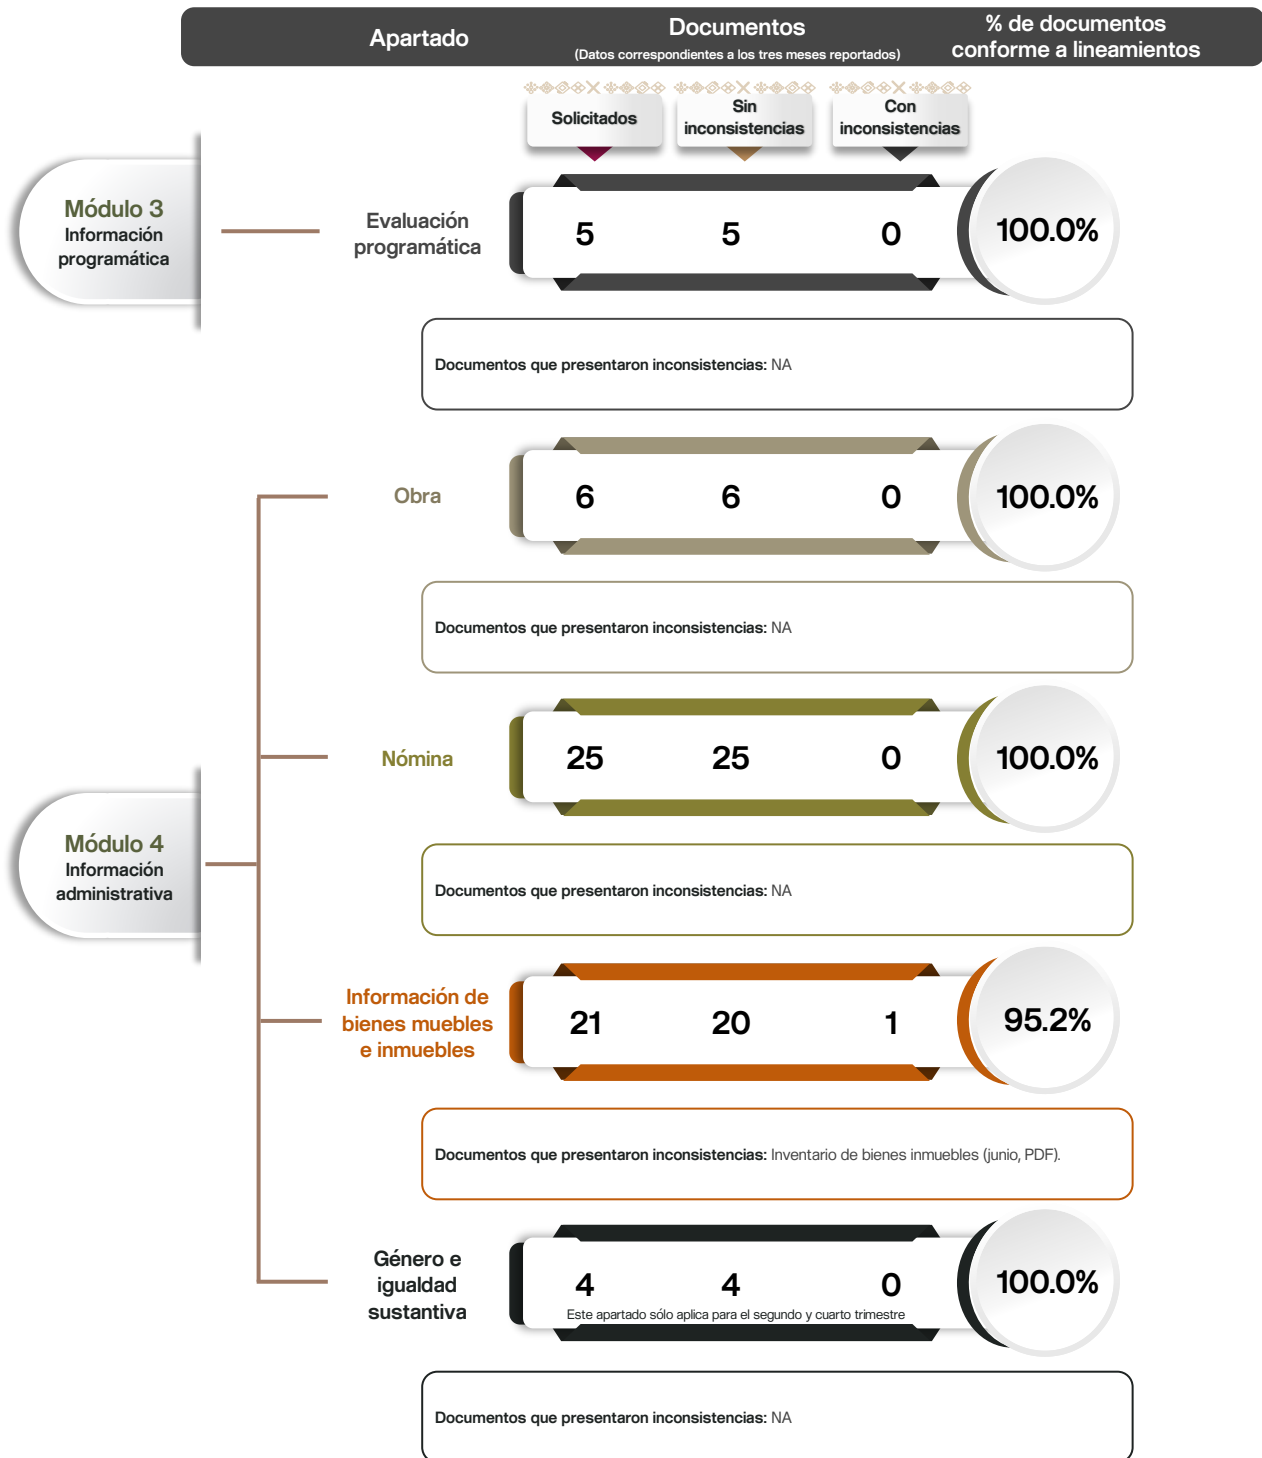 Apartado
Documentos
(Datos correspondientes a los tres meses reportados)
% de documentos
conforme a lineamientos
Solicitados
Sin
inconsistencias
Con
inconsistencias
Módulo 3
Información
programática
Evaluación
programática
5 5 0 100.0%
Documentos que presentaron inconsistencias: NA
Obra
6 6 0 100.0%
Documentos que presentaron inconsistencias: NA
Nómina
25 25 0 100.0%
Documentos que presentaron inconsistencias: NA
Módulo 4
Información
administrativa
Información de
bienes muebles
e inmuebles
21 20 1 95.2%
Documentos que presentaron inconsistencias: Inventario de bienes inmuebles (junio, PDF).
Género e
igualdad
sustantiva
4 4 0 100.0%
Este apartado sólo aplica para el segundo y cuarto trimestre
Documentos que presentaron inconsistencias: NA